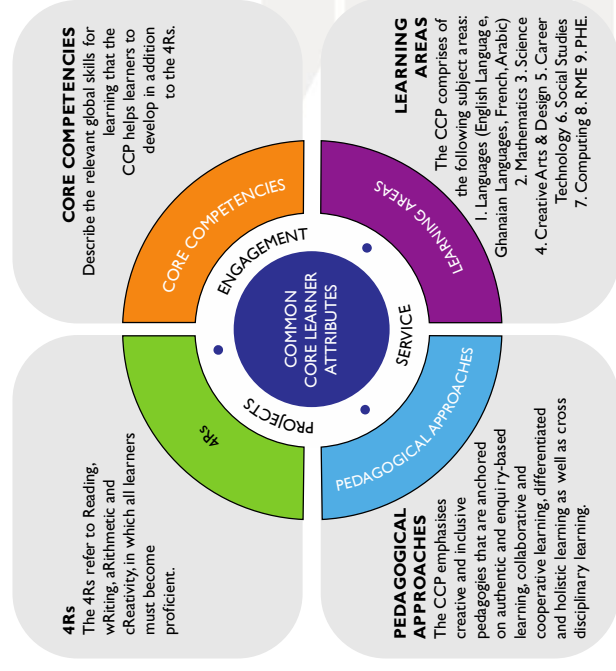 4Rs
The 4Rs refer to Reading,
wRiting, aRithmetic and
cReativity, in which all learners
must become
proficient.
CORE COMPETENCIES
Describe the relevant global skills for
learning that the
CCP helps learners to
develop in addition
to the 4Rs.
4Rs
CORE COMPETENCIES
PROJECTS
ENGAGEMENT
COMMON
CORE LEARNER
ATTRIBUTES
SERVICE
PEDAGOGICAL APPROACHES
LEARNING AREAS
PEDAGOGICAL
APPROACHES
The CCP emphasises
creative and inclusive
pedagogies that are anchored
on authentic and enquiry-based
learning, collaborative and
cooperative learning, differentiated
and holistic learning as well as cross
disciplinary learning.
LEARNING
AREAS
The CCP comprises of
the following subject areas:
1. Languages (English Language,
Ghanaian Languages, French, Arabic)
2. Mathematics 3. Science
4. Creative Arts & Design 5. Career
Technology 6. Social Studies
7. Computing 8. RME 9. PHE.